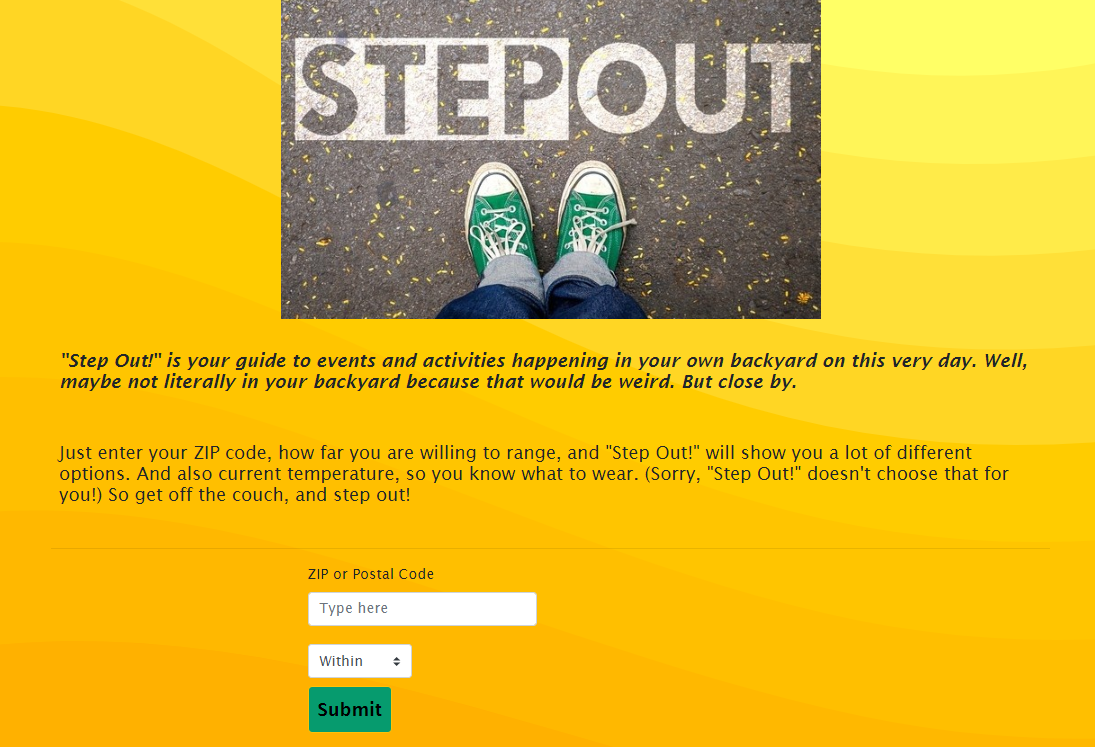 STEPOUT
"Step Out!" is your guide to events and activities happening in your own backyard on this very day. Well,
maybe not literally in your backyard because that would be weird. But close by.
Just enter your ZIP code, how far you are willing to range, and "Step Out!" will show you a lot of different
options. And also current temperature, so you know what to wear. (Sorry, "Step Out!" doesn't choose that for
you!) So get off the couch, and step out!
ZIP or Postal Code
Type here
Within
Submit